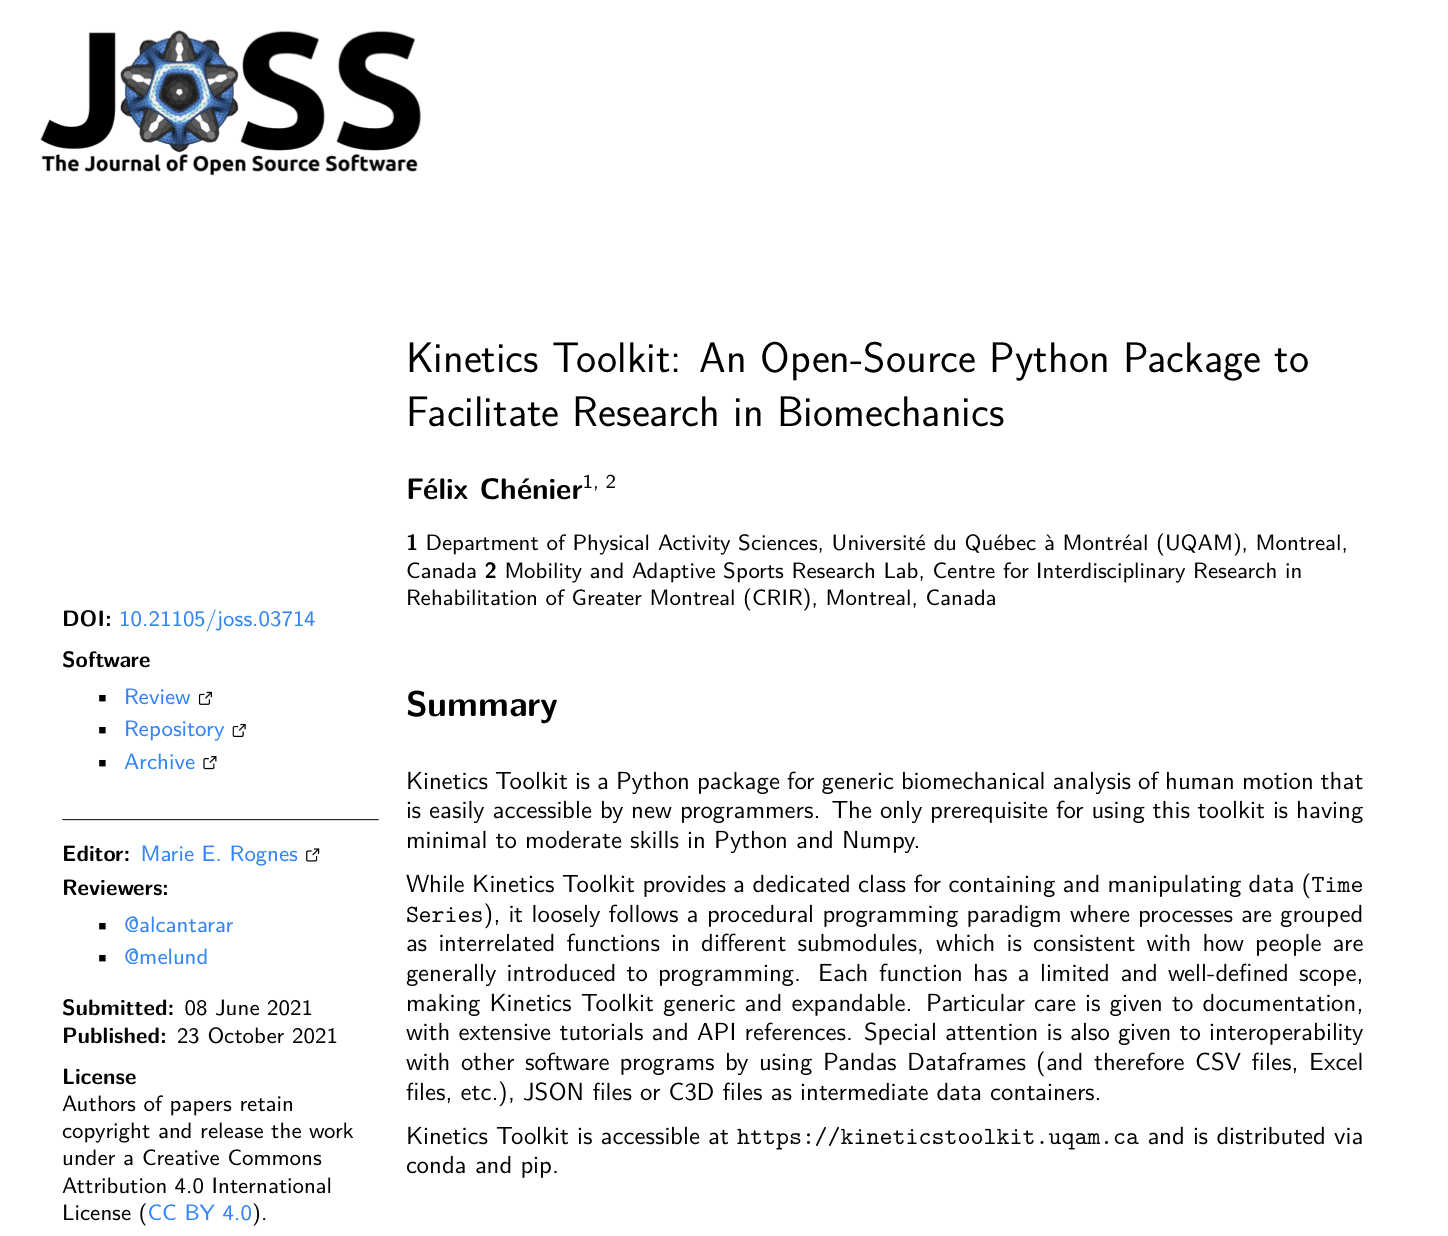 JOSS
The Journal of Open Source Software
Kinetics Toolkit: An Open-Source Python Package to
Facilitate Research in Biomechanics
Félix Chénier1, 2
1 Department of Physical Activity Sciences, Université du Québec à Montréal (UQAM), Montreal,
Canada 2 Mobility and Adaptive Sports Research Lab, Centre for Interdisciplinary Research in
Rehabilitation of Greater Montreal (CRIR), Montreal, Canada
DOI: 10.21105/joss.03714
Software
▪ Review
▪ Repository
▪ Archive
Editor: Marie E. Rognes
Reviewers:
▪ @alcantarar
▪ @melund
Submitted: 08 June 2021
Published: 23 October 2021
License
Authors of papers retain
copyright and release the work
under a Creative Commons
Attribution 4.0 International
License (CC BY 4.0).
Summary
Kinetics Toolkit is a Python package for generic biomechanical analysis of human motion that
is easily accessible by new programmers. The only prerequisite for using this toolkit is having
minimal to moderate skills in Python and Numpy.
While Kinetics Toolkit provides a dedicated class for containing and manipulating data (Time
Series), it loosely follows a procedural programming paradigm where processes are grouped
as interrelated functions in different submodules, which is consistent with how people are
generally introduced to programming. Each function has a limited and well-defined scope,
making Kinetics Toolkit generic and expandable. Particular care is given to documentation,
with extensive tutorials and API references. Special attention is also given to interoperability
with other software programs by using Pandas Dataframes (and therefore CSV files, Excel
files, etc.), JSON files or C3D files as intermediate data containers.
Kinetics Toolkit is accessible at https://kineticstoolkit.uqam.ca and is distributed via
conda and pip.